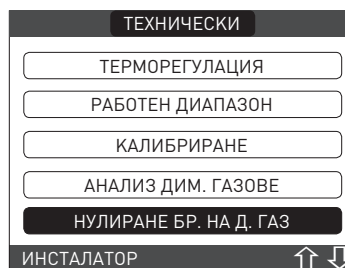 ТЕХНИЧЕСКИ
ТЕРМОРЕГУЛАЦИЯ
РАБОТЕН ДИАПАЗОН
КАЛИБРИРАНЕ
АНАЛИЗ ДИМ. ГАЗОВЕ
НУЛИРАНЕ БР. НА Д. ГАЗ
ИНСТАЛАТОР